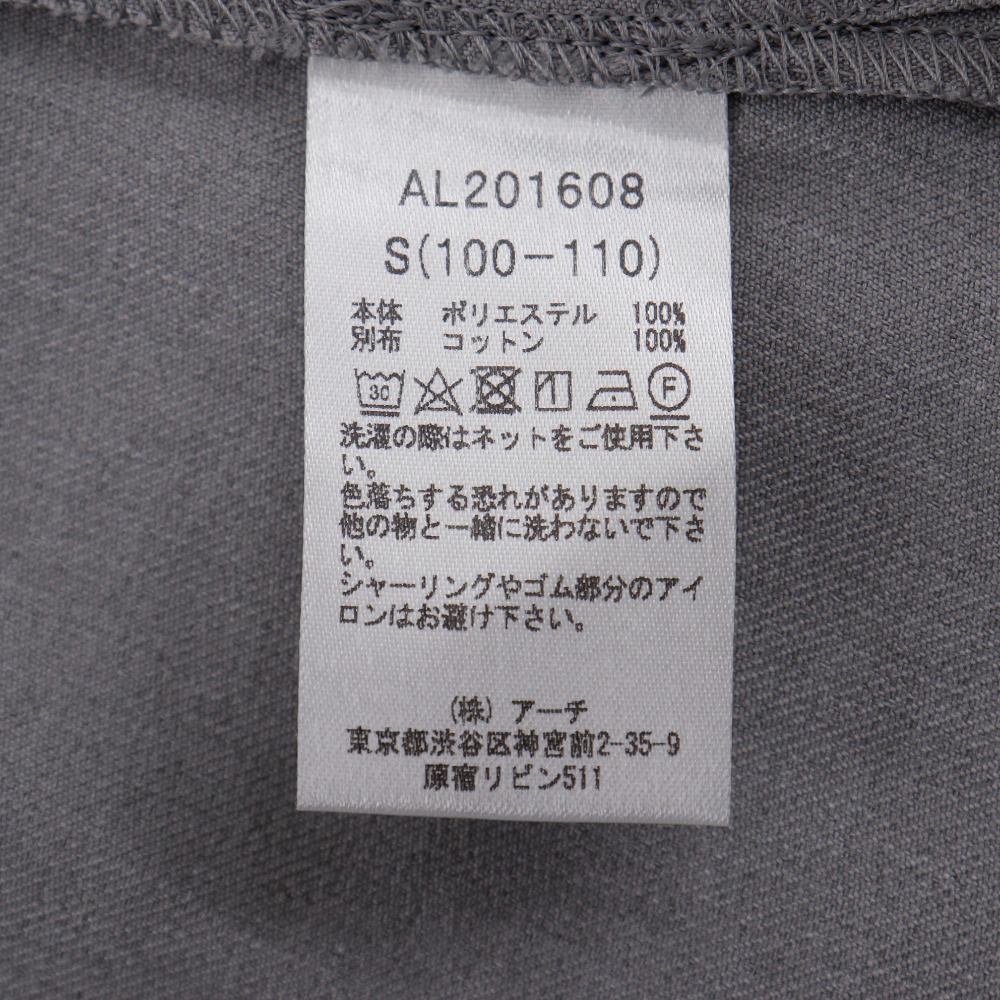 AL201608
S(100-110)
本体 ポリエステル 100%
別布 コットン 100%
30 F
洗濯の際はネットをご使用下さ
い。
色落ちする恐れがありますので
他の物と一緒に洗わないで下さ
い。
シャーリングやゴム部分のアイ
ロンはお避け下さい。
(株) アーチ
東京都渋谷区神宮前2-35-9
原宿リビン511